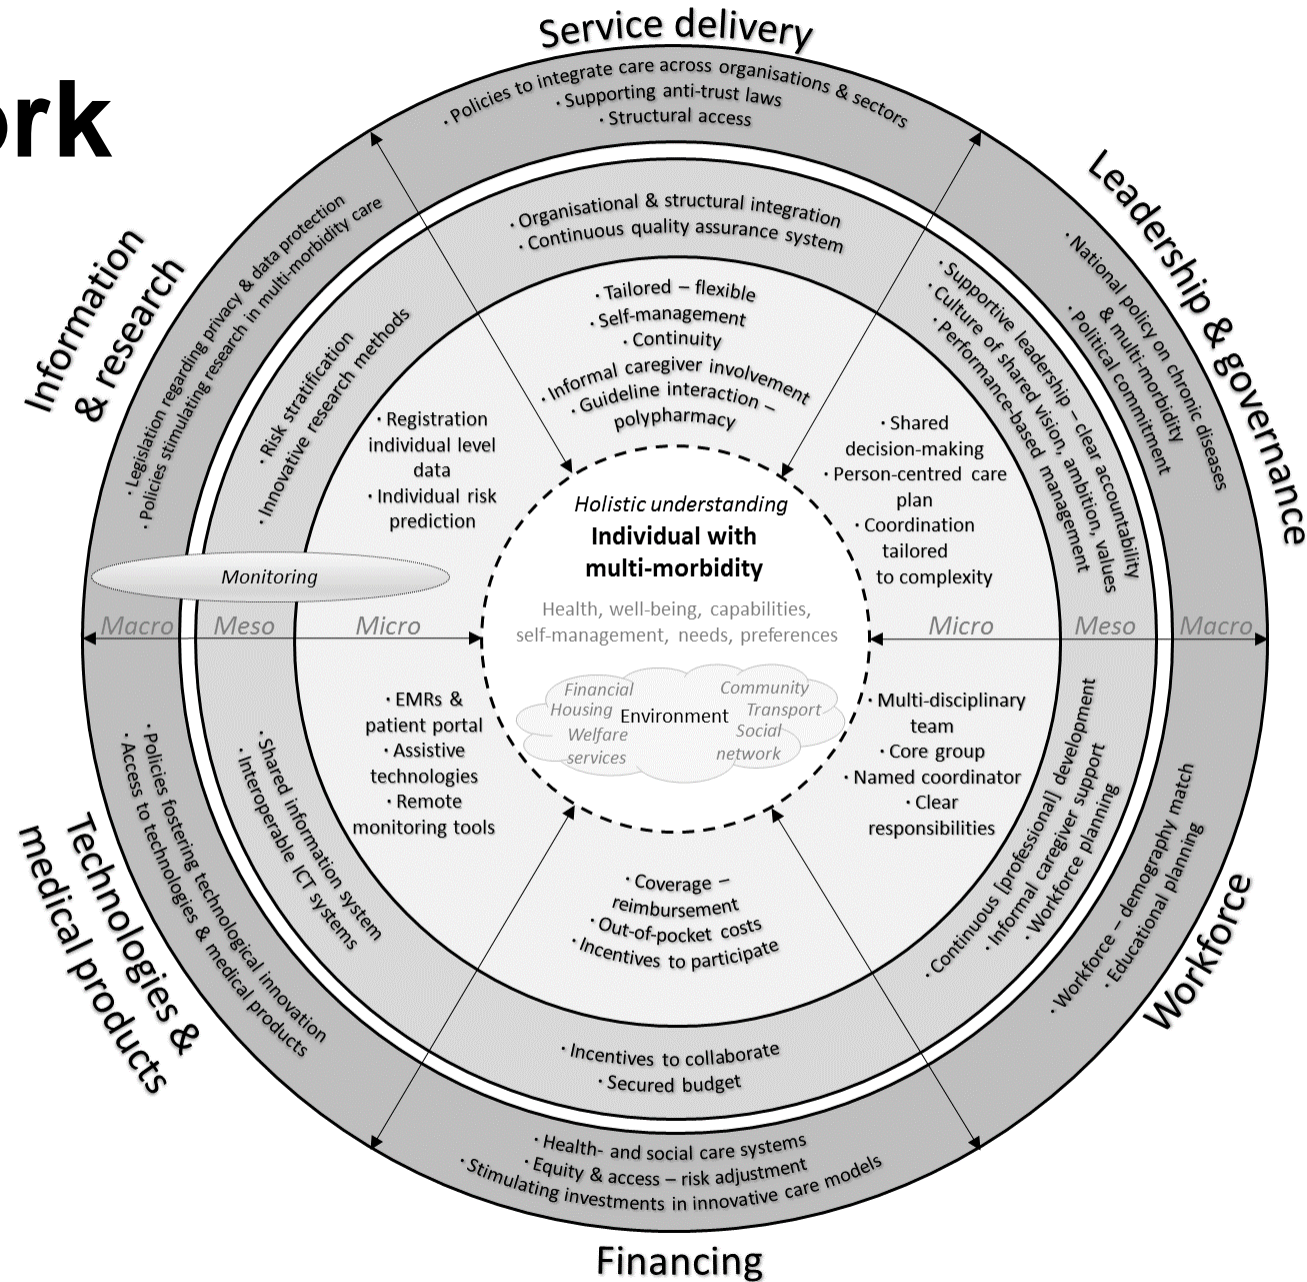 ork
Service delivery
· Policies to integrate care across organisations & sectors
· Supporting anti-trust laws
· Structural access
· Organisational & structural integration
· Continuous quality assurance system
· Tailored – flexible
· Self-management
· Continuity
· Informal caregiver involvement
· Guideline interaction –
polypharmacy
Leadership & governance
· National policy on chronic diseases
& multi-morbidity
· Political commitment
· Supportive leadership – clear accountability
· Culture of shared vision, ambition, values
· Performance-based management
· Shared
decision-making
· Person-centred care
plan
· Coordination
tailored
to complexity
Information
& research
· Legislation regarding privacy & data protection
· Policies stimulating research in multi-morbidity care
· Risk stratification
· Innovative research methods
· Registration
individual level
data
· Individual risk
prediction
Monitoring
Macro
Meso
Micro
Holistic understanding
Individual with
multi-morbidity
Health, well-being, capabilities,
self-management, needs, preferences
Financial
Housing
Welfare
services
Environment
Community
Transport
Social
network
Micro
Meso
Macro
Technologies &
medical products
· Policies fostering technological innovation
· Access to technologies & medical products
· Shared information system
· Interoperable ICT systems
· EMRs &
patient portal
· Assistive
technologies
· Remote
monitoring tools
· Multi-disciplinary
team
· Core group
· Named coordinator
· Clear
responsibilities
· Continuous [professional] development
· Informal caregiver support
· Workforce planning
· Workforce – demography match
· Educational planning
Workforce
· Coverage –
reimbursement
· Out-of-pocket costs
· Incentives to participate
· Incentives to collaborate
· Secured budget
· Health- and social care systems
· Equity & access – risk adjustment
· Stimulating investments in innovative care models
Financing